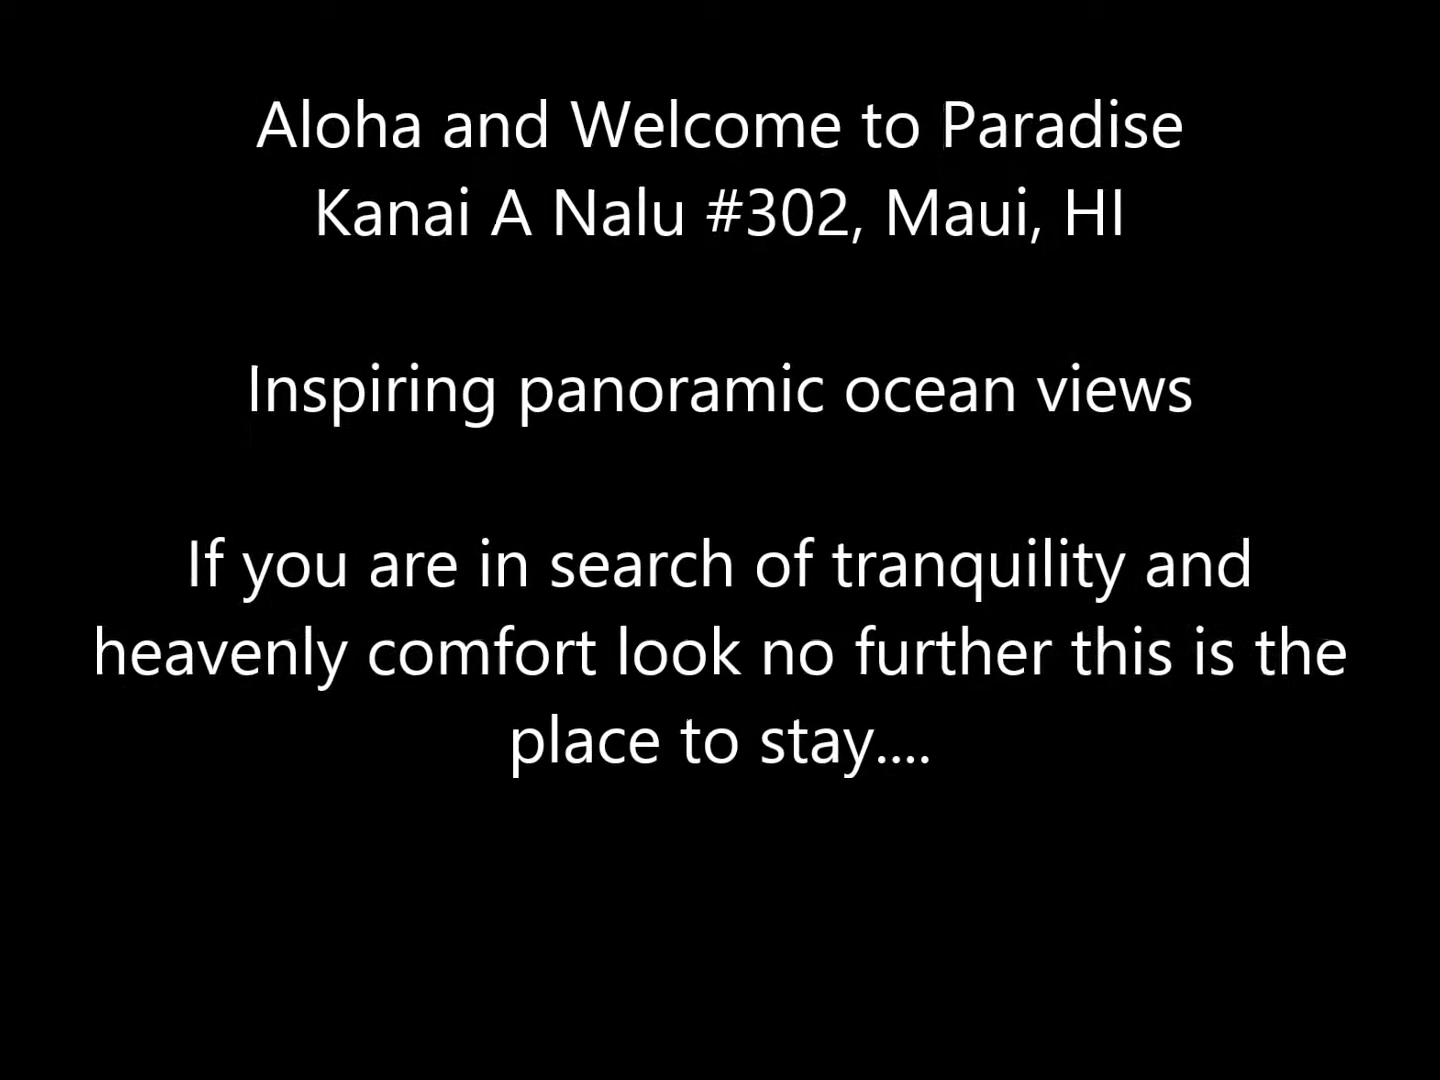 Aloha and Welcome to Paradise
Kanai A Nalu #302, Maui, HI
Inspiring panoramic ocean views
If you are in search of tranquility and
heavenly comfort look no further this is the
place to stay....